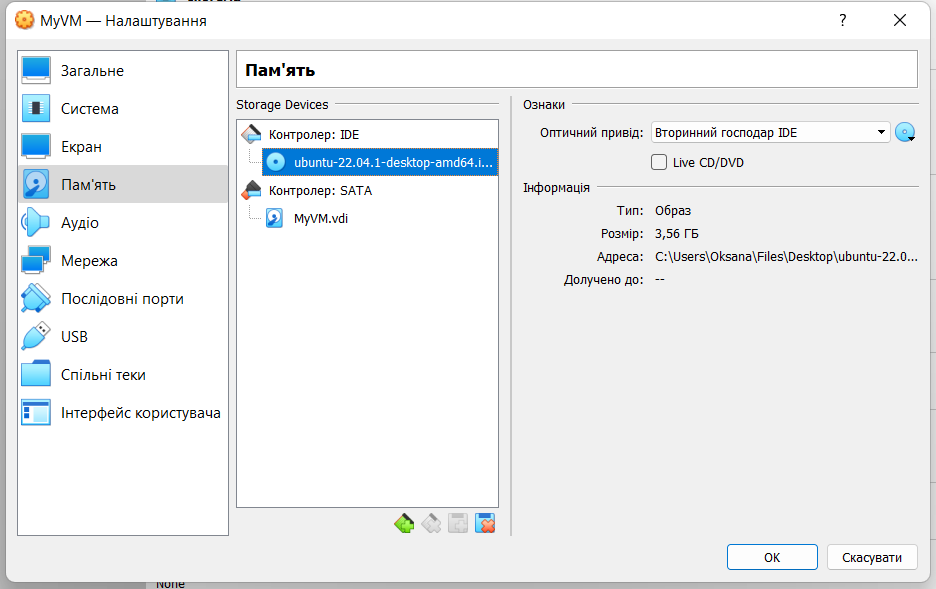 MyVM — Налаштування
?
Загальне
Система
Екран
Пам'ять
Аудіо
Мережа
Послідовні порти
USB
Спільні теки
Інтерфейс користувача
Пам'ять
Storage Devices
Контролер: IDE
ubuntu-22.04.1-desktop-amd64.i...
Контролер: SATA
MyVM.vdi
Ознаки
Оптичний привід: Вторинний господар IDE
Live CD/DVD
Інформація
Тип: Образ
Розмір: 3,56 ГБ
Адреса: C:\Users\Oksana\Files\Desktop\ubuntu-22.0...
Долучено до: --
OK
Скасувати
None